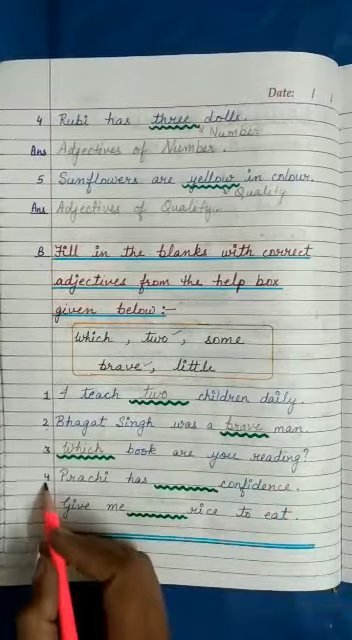 Date: / /
4 Rubi has three dolls.
Number
Ans Adjectives of Number.
5 Sunflowers are yellow in colour.
Quality
Ans Adjectives of Quality.
B Fill in the blanks with correct
adjectives from the help box
given below:-
which, two, some
brave, little
1 I teach two children daily.
2 Bhagat Singh was a brave man.
3 Which book are you reading?
4 Prachi has ______ confidence.
Give me ______ rice to eat.